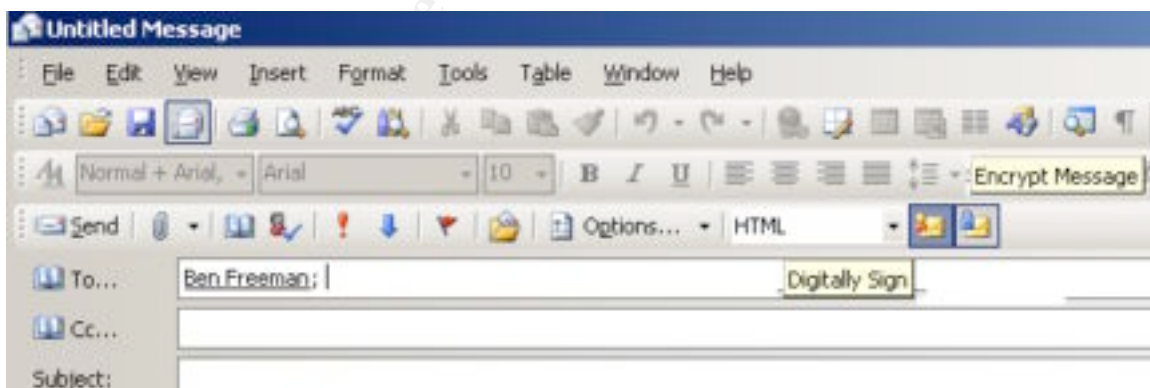 Untitled Message
File Edit View Insert Format Tools Table Window Help
Normal + Arial, Arial 10 B I U Encrypt Message
Send Options... HTML
To... Ben Freeman; Digitally Sign
Cc...
Subject: